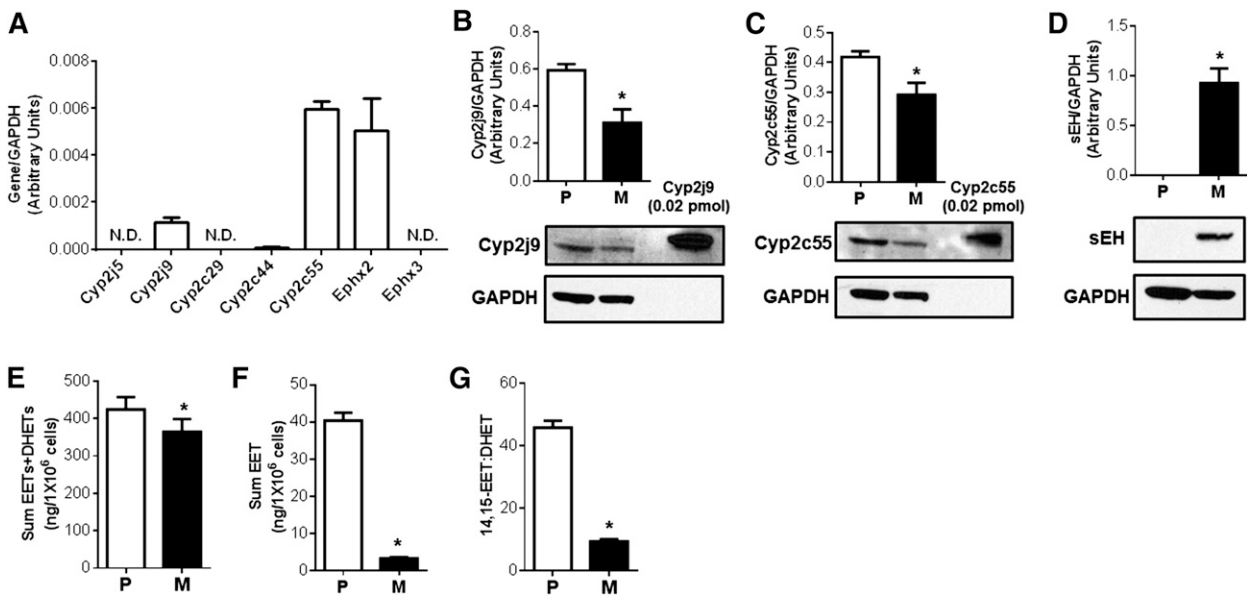 A
Gene/GAPDH
(Arbitrary Units)
0.008
0.006
0.004
0.002
0.000
N.D.
N.D.
N.D.
Cyp2j5
Cyp2j9
Cyp2c29
Cyp2c44
Cyp2c55
Ephx2
Ephx3
B
Cyp2j9/GAPDH
(Arbitrary Units)
0.8
0.6
0.4
0.2
0.0
*
P
M
Cyp2j9
(0.02 pmol)
Cyp2j9
GAPDH
C
Cyp2c55/GAPDH
(Arbitrary Units)
0.5
0.4
0.3
0.2
0.1
0.0
*
P
M
Cyp2c55
(0.02 pmol)
Cyp2c55
GAPDH
D
sEH/GAPDH
(Arbitrary Units)
1.5
1.0
0.5
0.0
*
P
M
sEH
GAPDH
E
Sum EETs+DHETs
(ng/1X10⁶ cells)
500
400
300
200
100
0
*
P
M
F
Sum EET
(ng/1X10⁶ cells)
50
40
30
20
10
0
*
P
M
G
14,15-EET:DHET
60
40
20
0
*
P
M